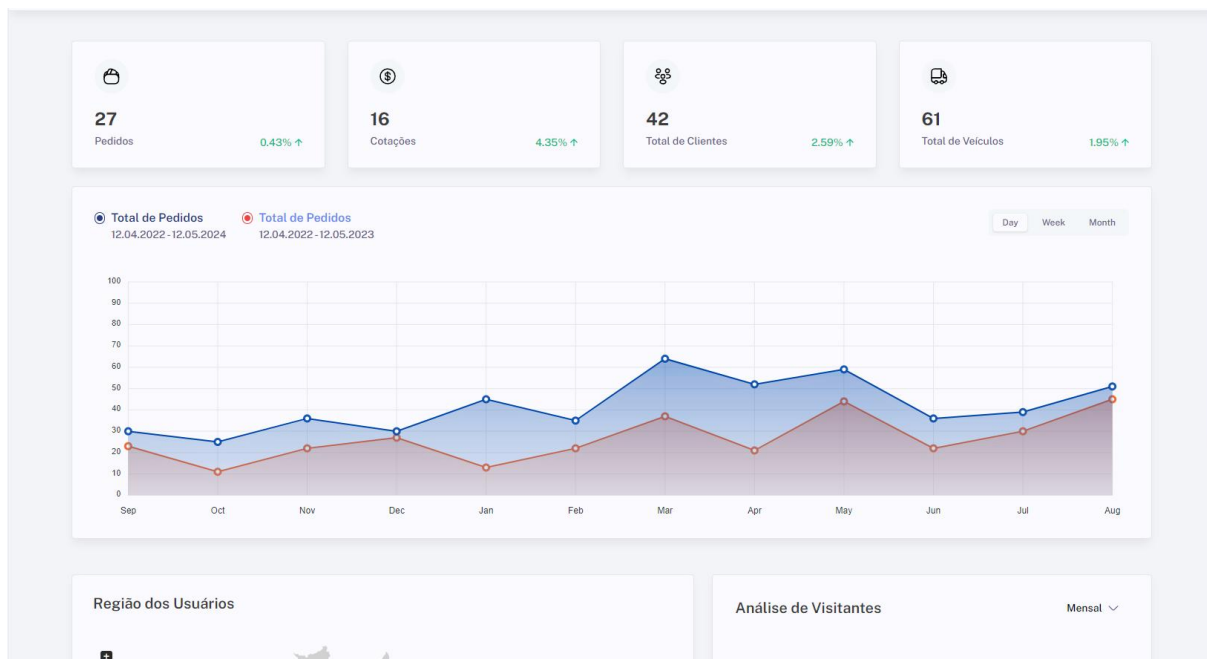 27
Pedidos
0.43%
16
Cotações
4.35%
42
Total de Clientes
2.59%
61
Total de Veículos
1.95%
Total de Pedidos
12.04.2022 - 12.05.2024
Total de Pedidos
12.04.2022 - 12.05.2023
Day Week Month
100
90
80
70
60
50
40
30
20
10
0
Sep Oct Nov Dec Jan Feb Mar Apr May Jun Jul Aug
Região dos Usuários
Análise de Visitantes
Mensal